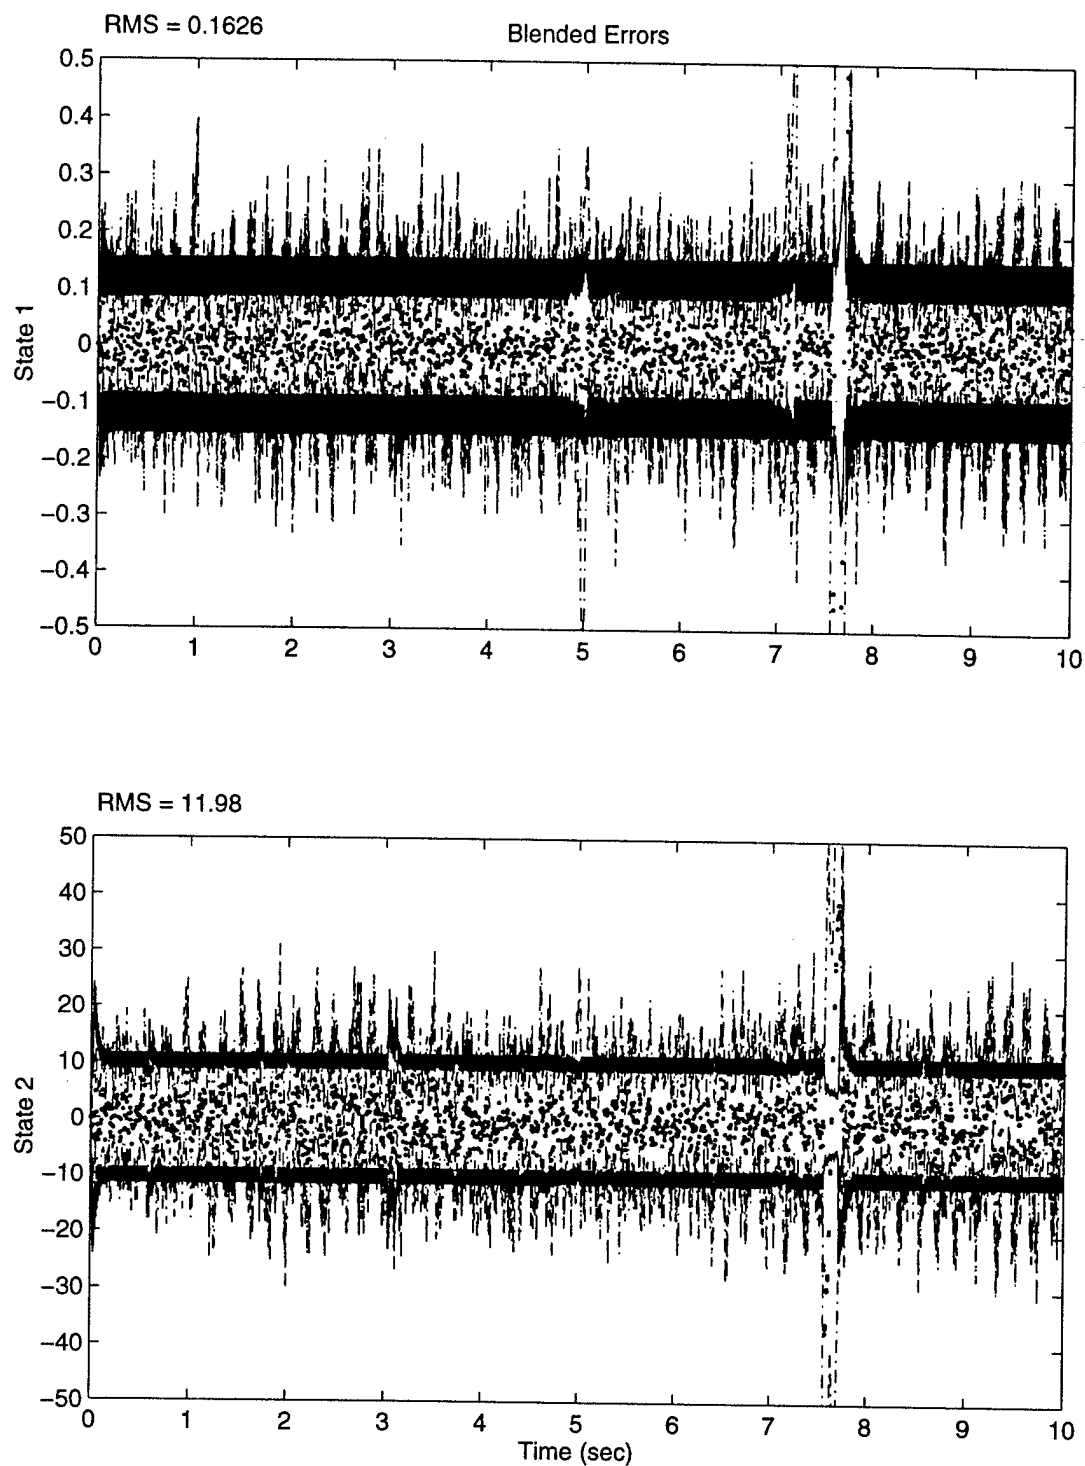 RMS = 0.1626
Blended Errors
0.5
0.4
0.3
0.2
0.1
0
−0.1
−0.2
−0.3
−0.4
−0.5
State 1
0 1 2 3 4 5 6 7 8 9 10
RMS = 11.98
50
40
30
20
10
0
−10
−20
−30
−40
−50
State 2
0 1 2 3 4 5 6 7 8 9 10
Time (sec)